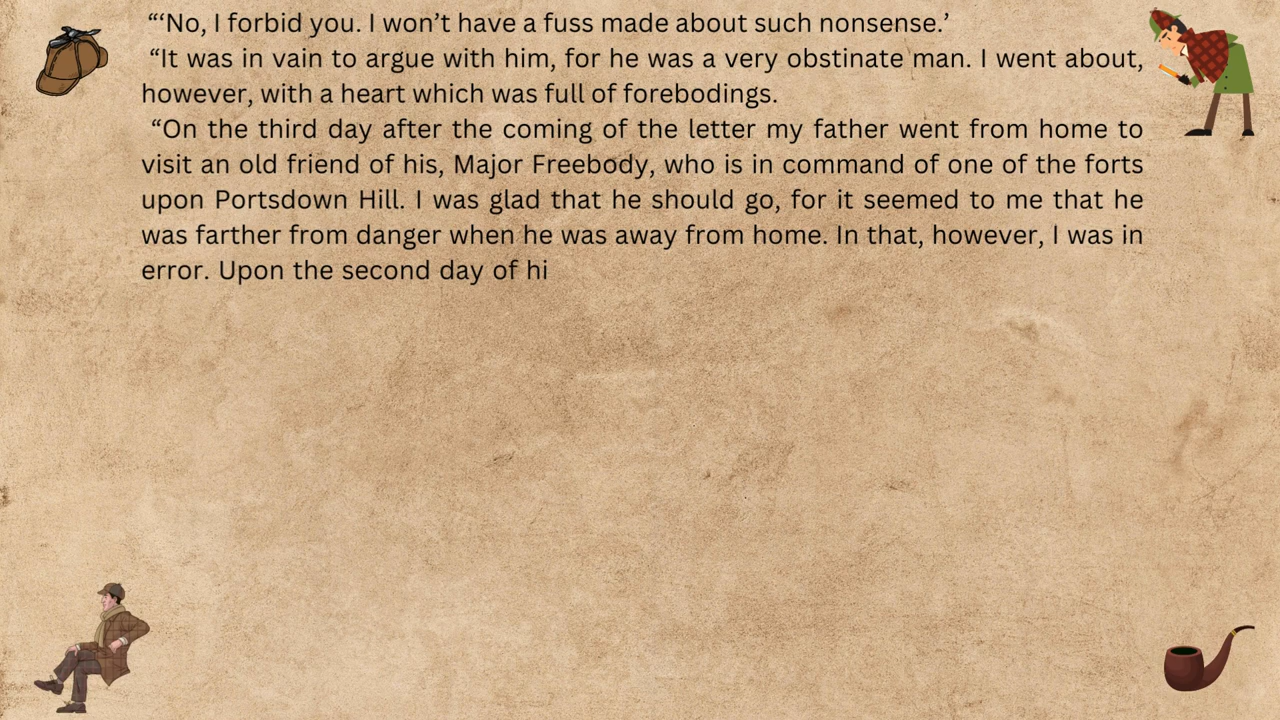 “‘No, I forbid you. I won’t have a fuss made about such nonsense.’
“It was in vain to argue with him, for he was a very obstinate man. I went about,
however, with a heart which was full of forebodings.
“On the third day after the coming of the letter my father went from home to
visit an old friend of his, Major Freebody, who is in command of one of the forts
upon Portsdown Hill. I was glad that he should go, for it seemed to me that he
was farther from danger when he was away from home. In that, however, I was in
error. Upon the second day of hi